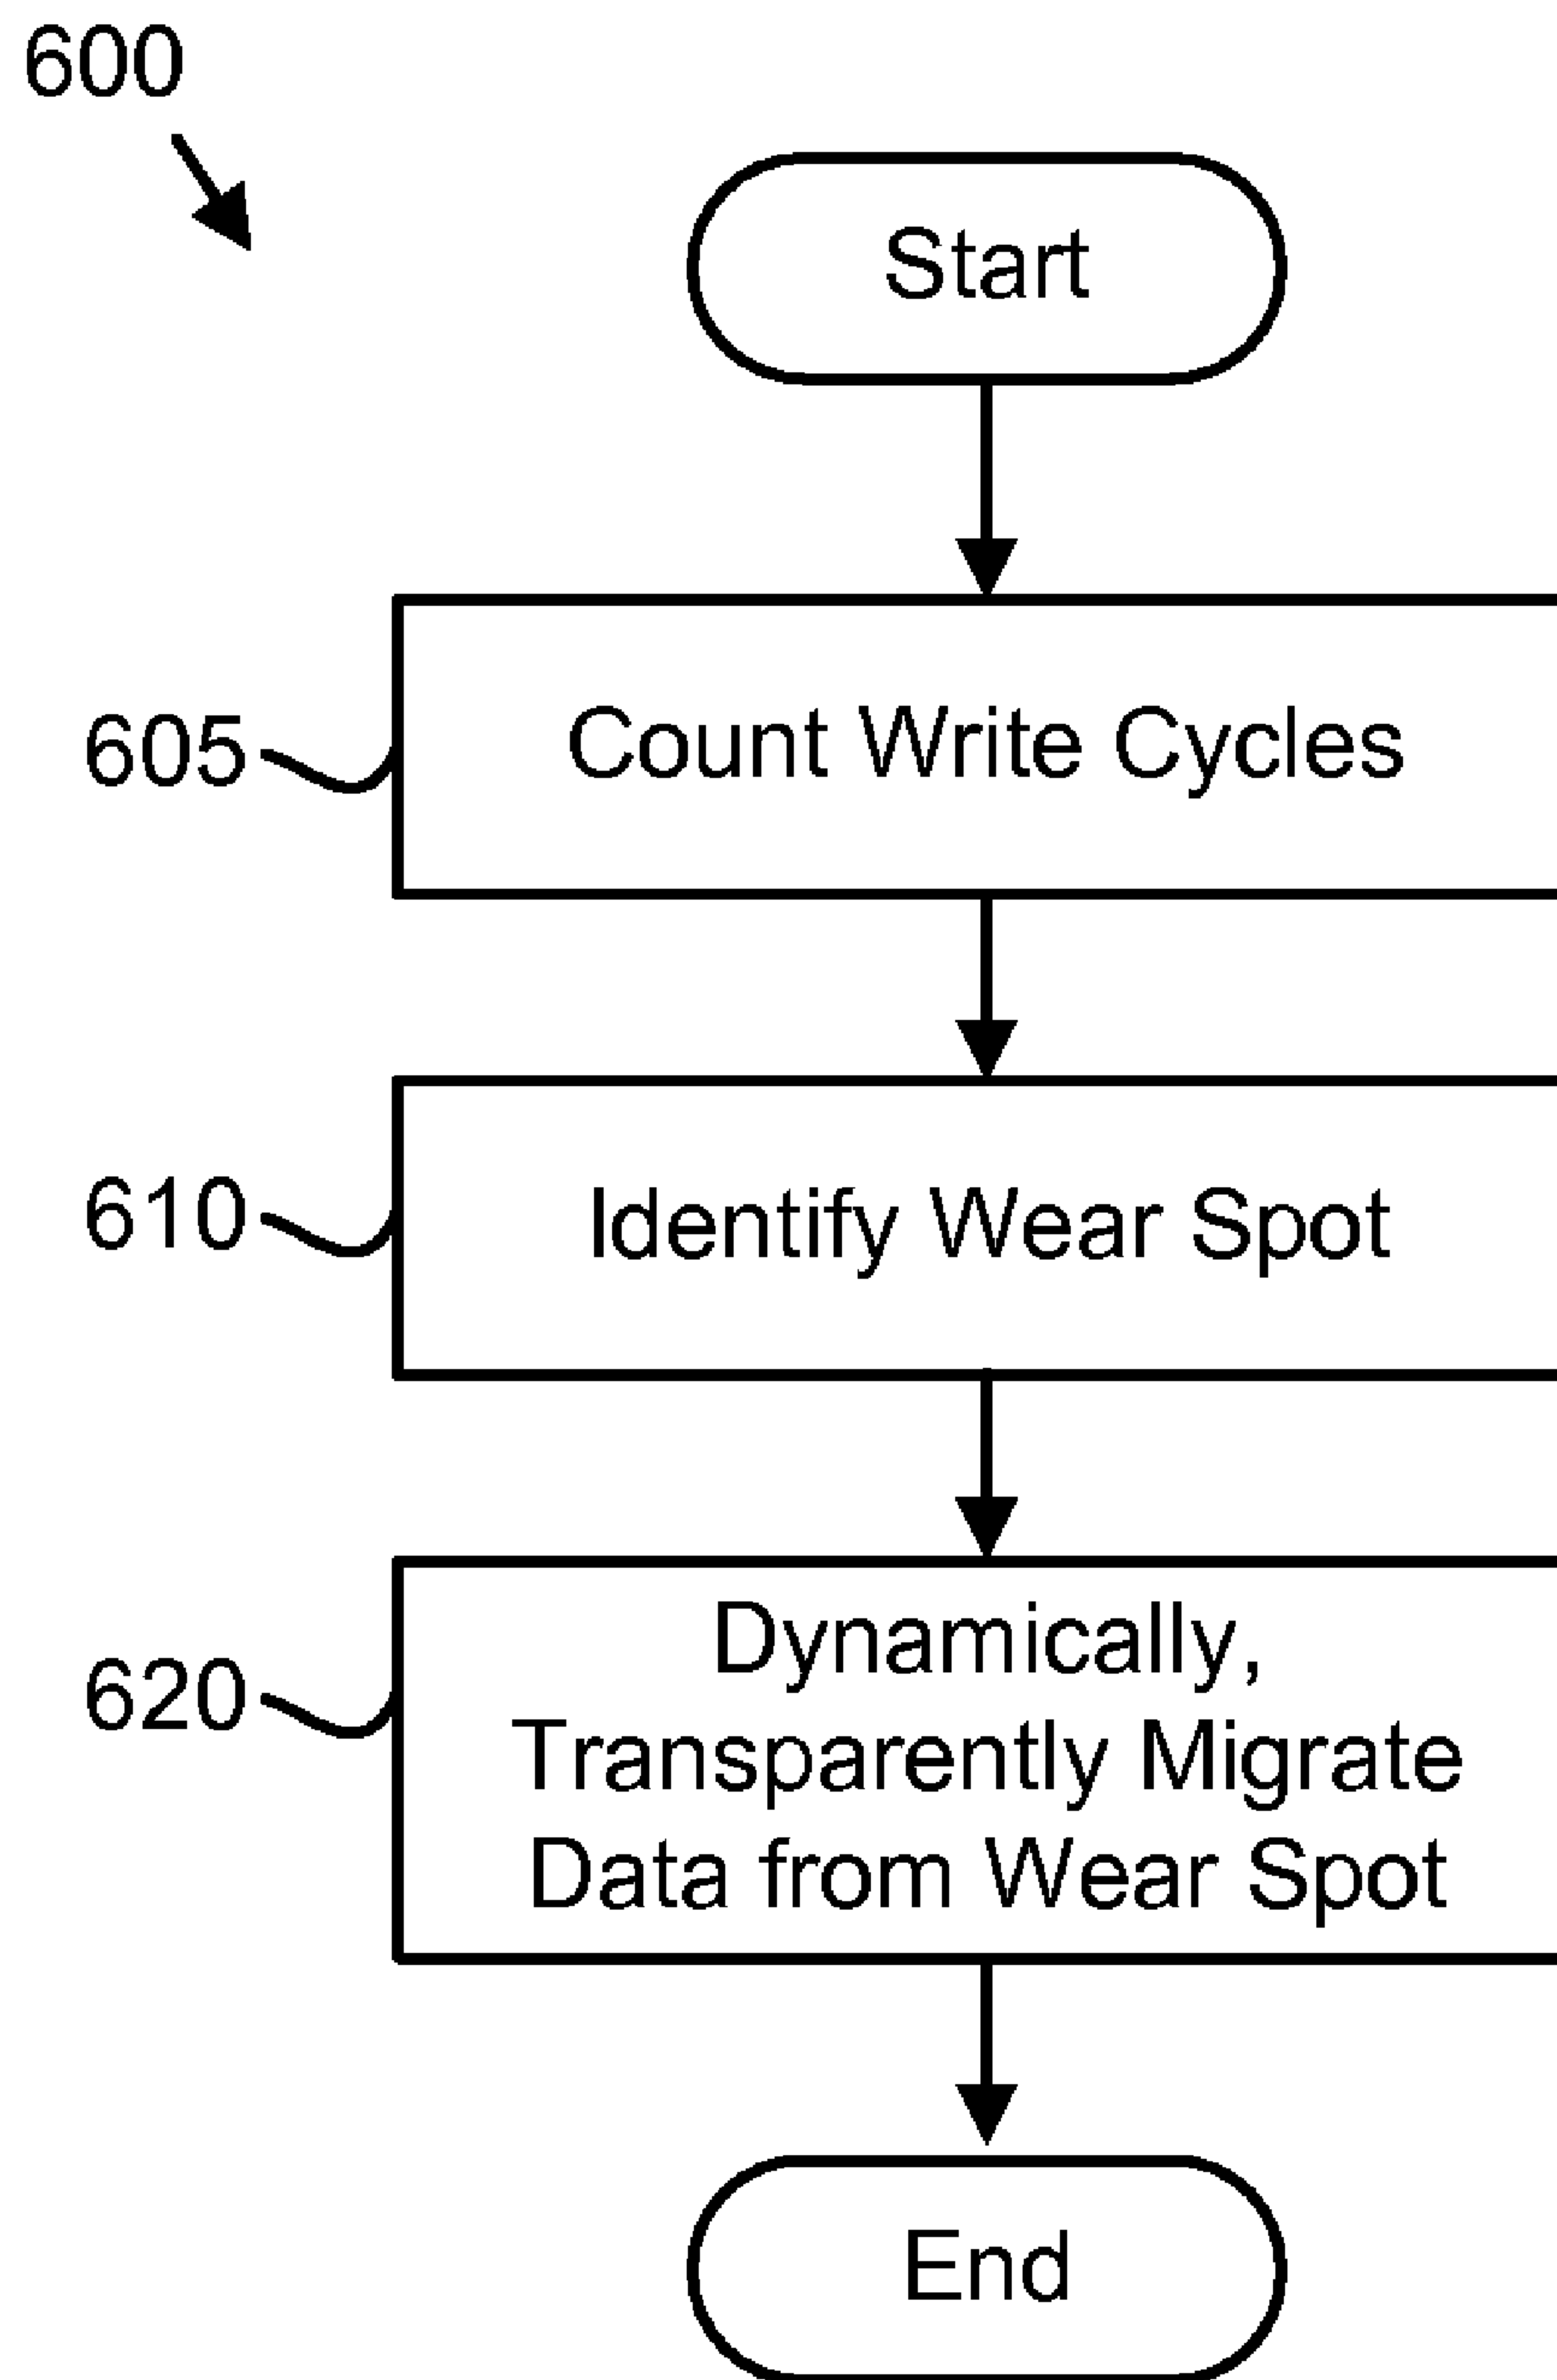 600
Start
605
Count Write Cycles
610
Identify Wear Spot
620
Dynamically,
Transparently Migrate
Data from Wear Spot
End